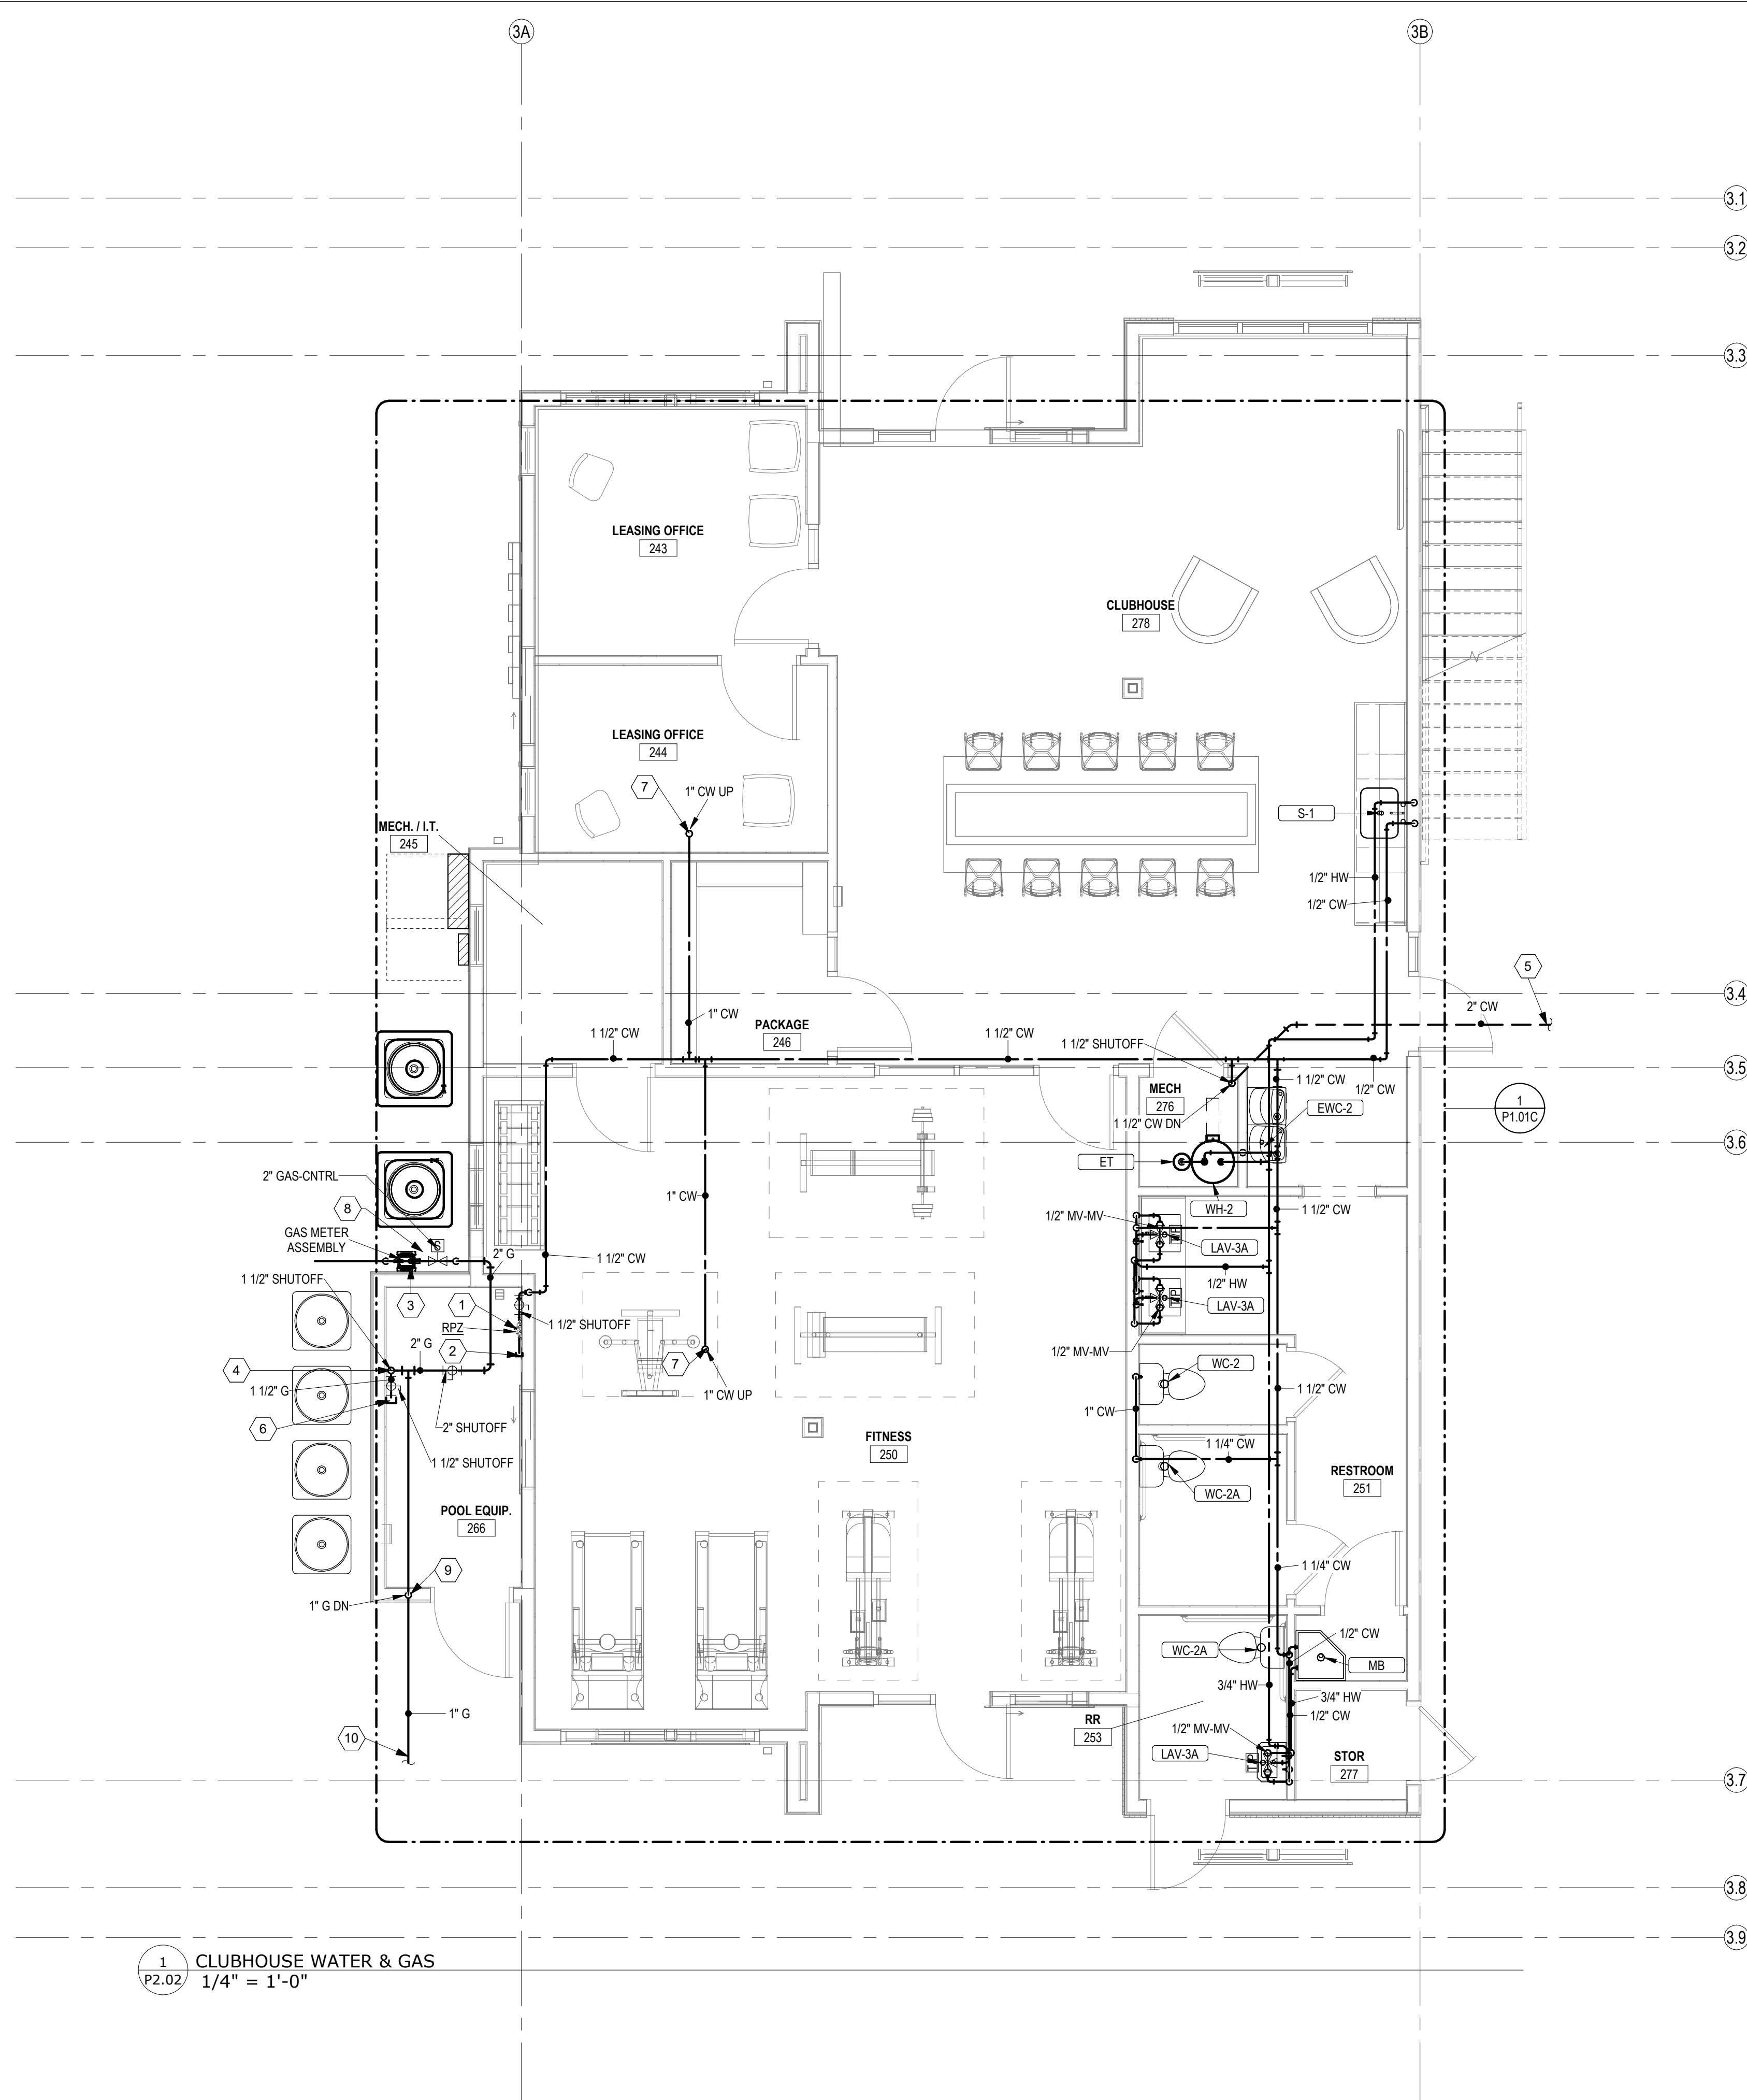 3A
3B
3.1
3.2
3.3
LEASING OFFICE
243
CLUBHOUSE
278
LEASING OFFICE
244
7
1" CW UP
MECH. / I.T.
245
S-1
1/2" HW
1/2" CW
5
2" CW
3.4
1" CW
PACKAGE
246
1 1/2" CW
1 1/2" CW
1 1/2" SHUTOFF
3.5
1 1/2" CW
1/2" CW
MECH
276
EWC-2
1
P1.01C
1 1/2" CW DN
3.6
ET
2" GAS-CNTRL
1" CW
WH-2
8
1/2" MV-MV
1 1/2" CW
GAS METER
ASSEMBLY
S
2" G
1 1/2" CW
LAV-3A
1 1/2" SHUTOFF
1/2" HW
3
1
1 1/2" SHUTOFF
LAV-3A
RPZ
2" G
2
1/2" MV-MV
4
7
WC-2
1 1/2" G
1" CW UP
1 1/2" CW
6
2" SHUTOFF
1" CW
FITNESS
250
1 1/4" CW
1 1/2" SHUTOFF
RESTROOM
251
WC-2A
POOL EQUIP.
266
9
1 1/4" CW
1" G DN
1/2" CW
WC-2A
MB
3/4" HW
3/4" HW
1" G
RR
253
1/2" CW
10
1/2" MV-MV
LAV-3A
STOR
277
3.7
3.8
3.9
1
P2.02
CLUBHOUSE WATER & GAS
1/4" = 1'-0"